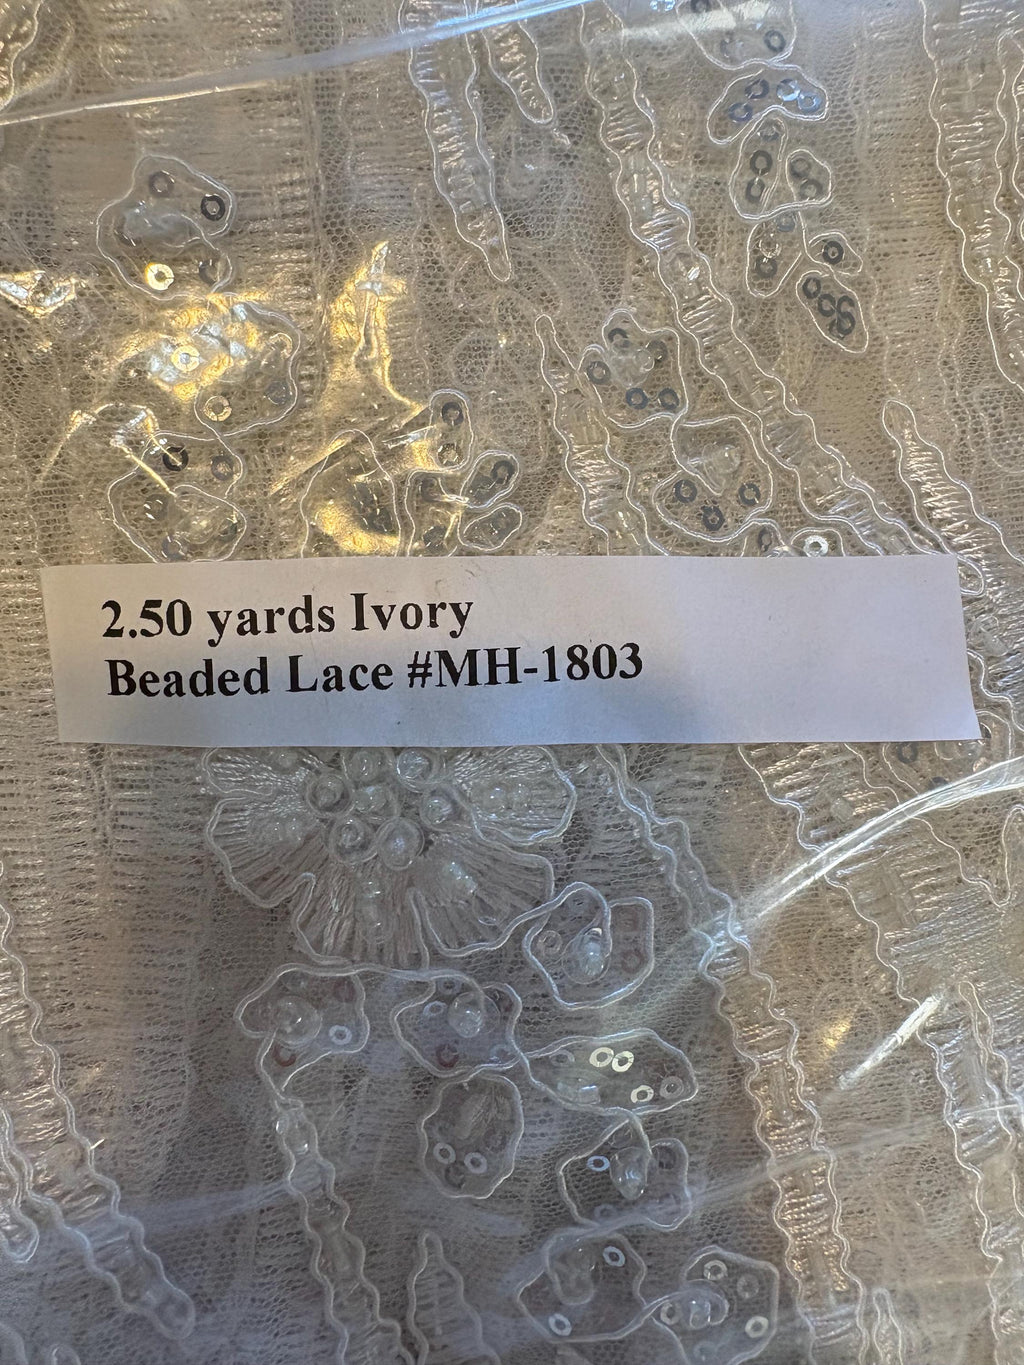 2.50 yards Ivory
Beaded Lace #MH-1803